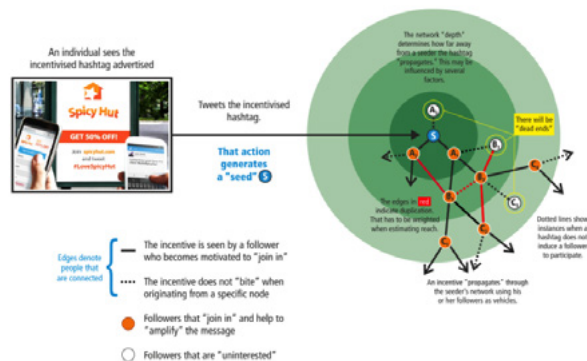 An individual sees the
incentivised hashtag advertised
Spicy Hut
GET 50% OFF!
Join spicyhut.com
and tweet
#LoveSpicyHut
Tweets the incentivised
hashtag.
That action
generates
a "seed" S
The network "depth"
determines how far away
from a seeder the hashtag
"propagates." This may be
influenced by several
factors.
There will be
"dead ends"
S
The edges in red
indicate duplication.
That has to be weighted
when estimating reach.
Dotted lines show
instances when a
hashtag does not
induce a follower
to participate.
An incentive "propagates" through
the seeder's network using his
or her followers as vehicles.
Edges denote
people that
are connected
The incentive is seen by a follower
who becomes motivated to "join in"
The incentive does not "bite" when
originating from a specific node
Followers that "join in" and help to
"amplify" the message
Followers that are "uninterested"